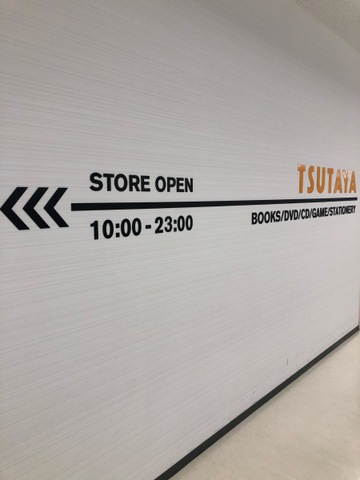 STORE OPEN
10:00 - 23:00
TSUTAYA
BOOKS/DVD/CD/GAME/STATIONERY